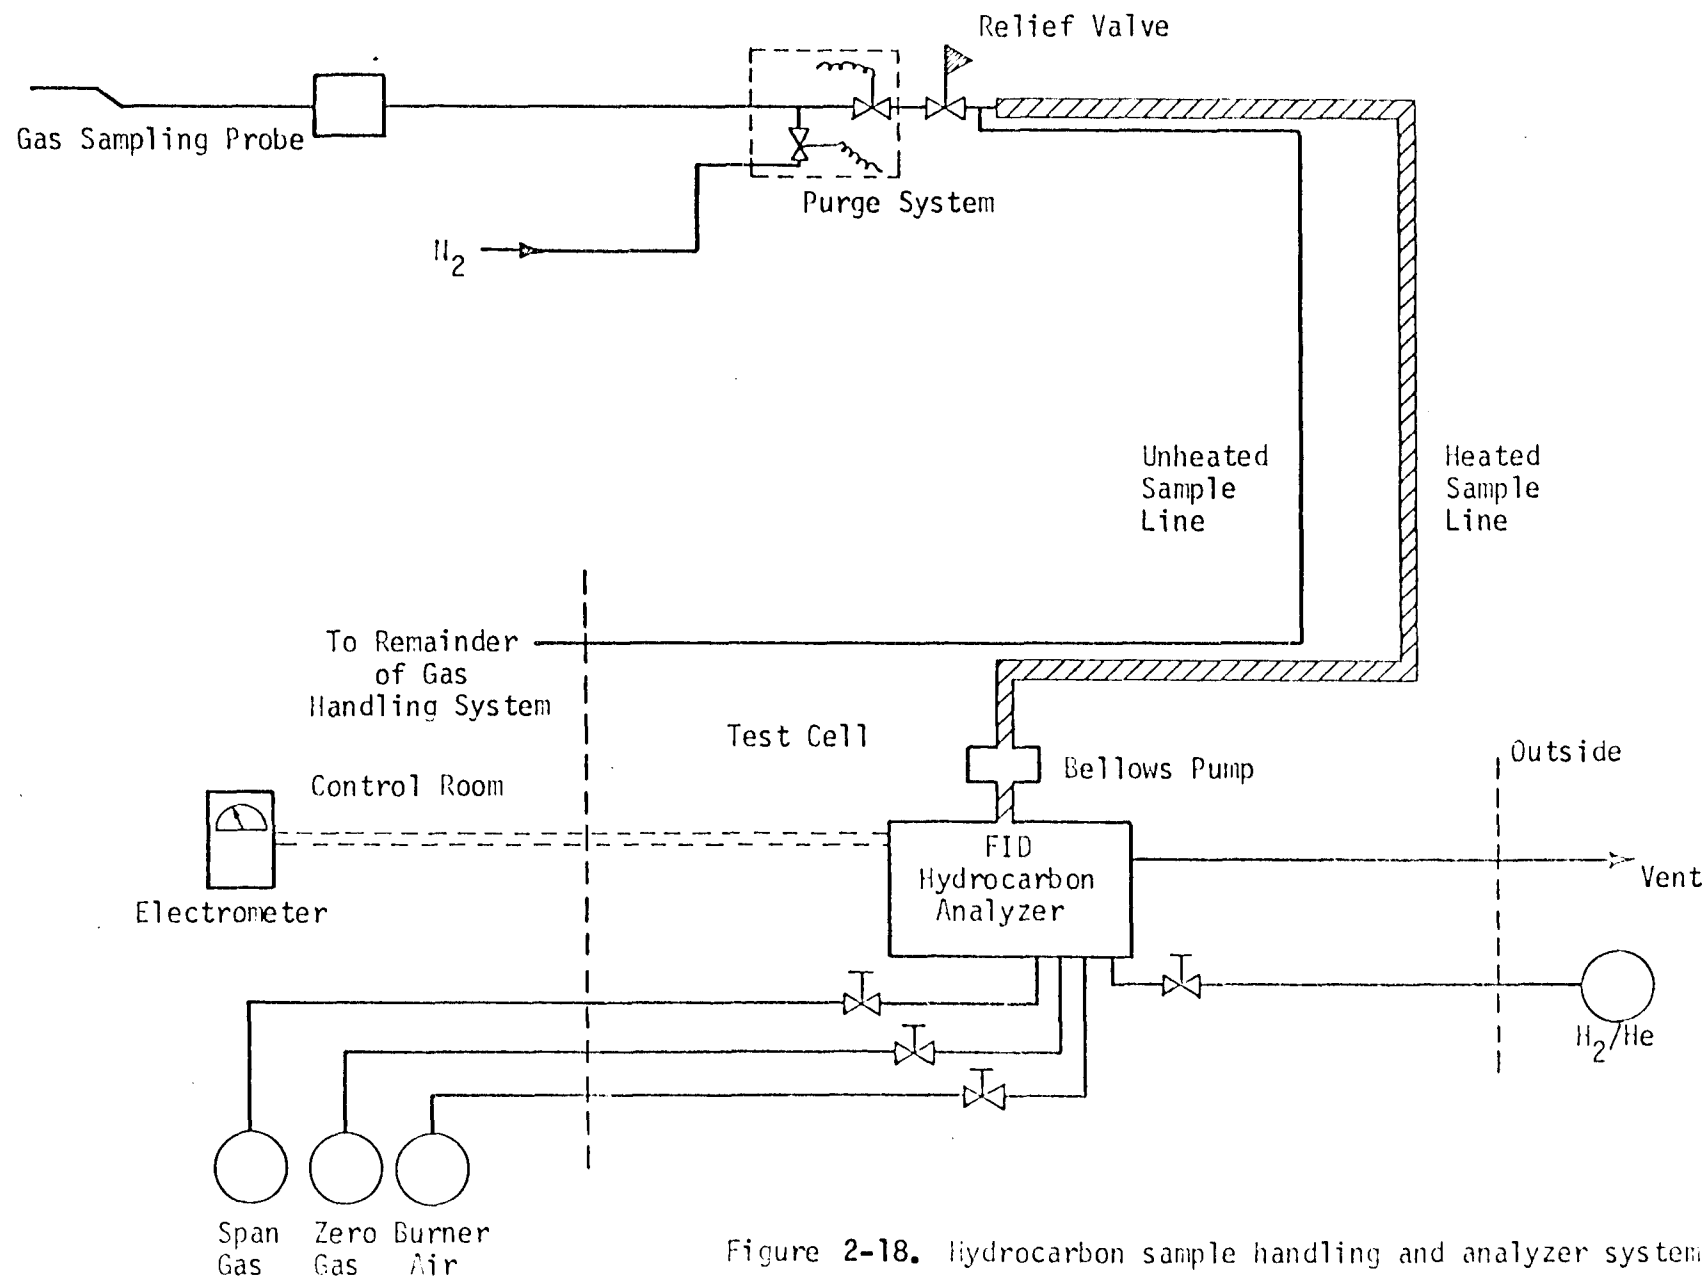 Relief Valve
Gas Sampling Probe
Purge System
N2
Unheated
Sample
Line
Heated
Sample
Line
To Remainder
of Gas
Handling System
Test Cell
Outside
Control Room
Bellows Pump
FID
Hydrocarbon
Analyzer
Vent
Electrometer
H2/He
Span
Gas
Zero
Gas
Burner
Air
Figure 2-18. Hydrocarbon sample handling and analyzer system